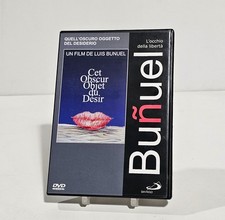 QUELL'OSCURO OGGETTO
DEL DESIDERIO
UN FILM DE LUIS BUÑUEL
Cet
Obscur
Objet
du
Désir
DVD
L'occhio
della libertà
Buñuel